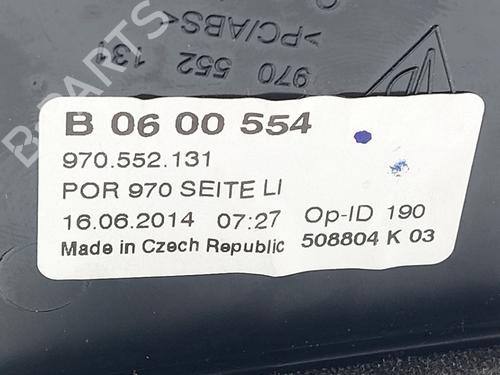 B-PARTS
>PC/ABS<
970 552 131
B 06 00 554
970.552.131
POR 970 SEITE LI
16.06.2014 07:27 Op-ID 190
Made in Czech Republic 508804 K 03